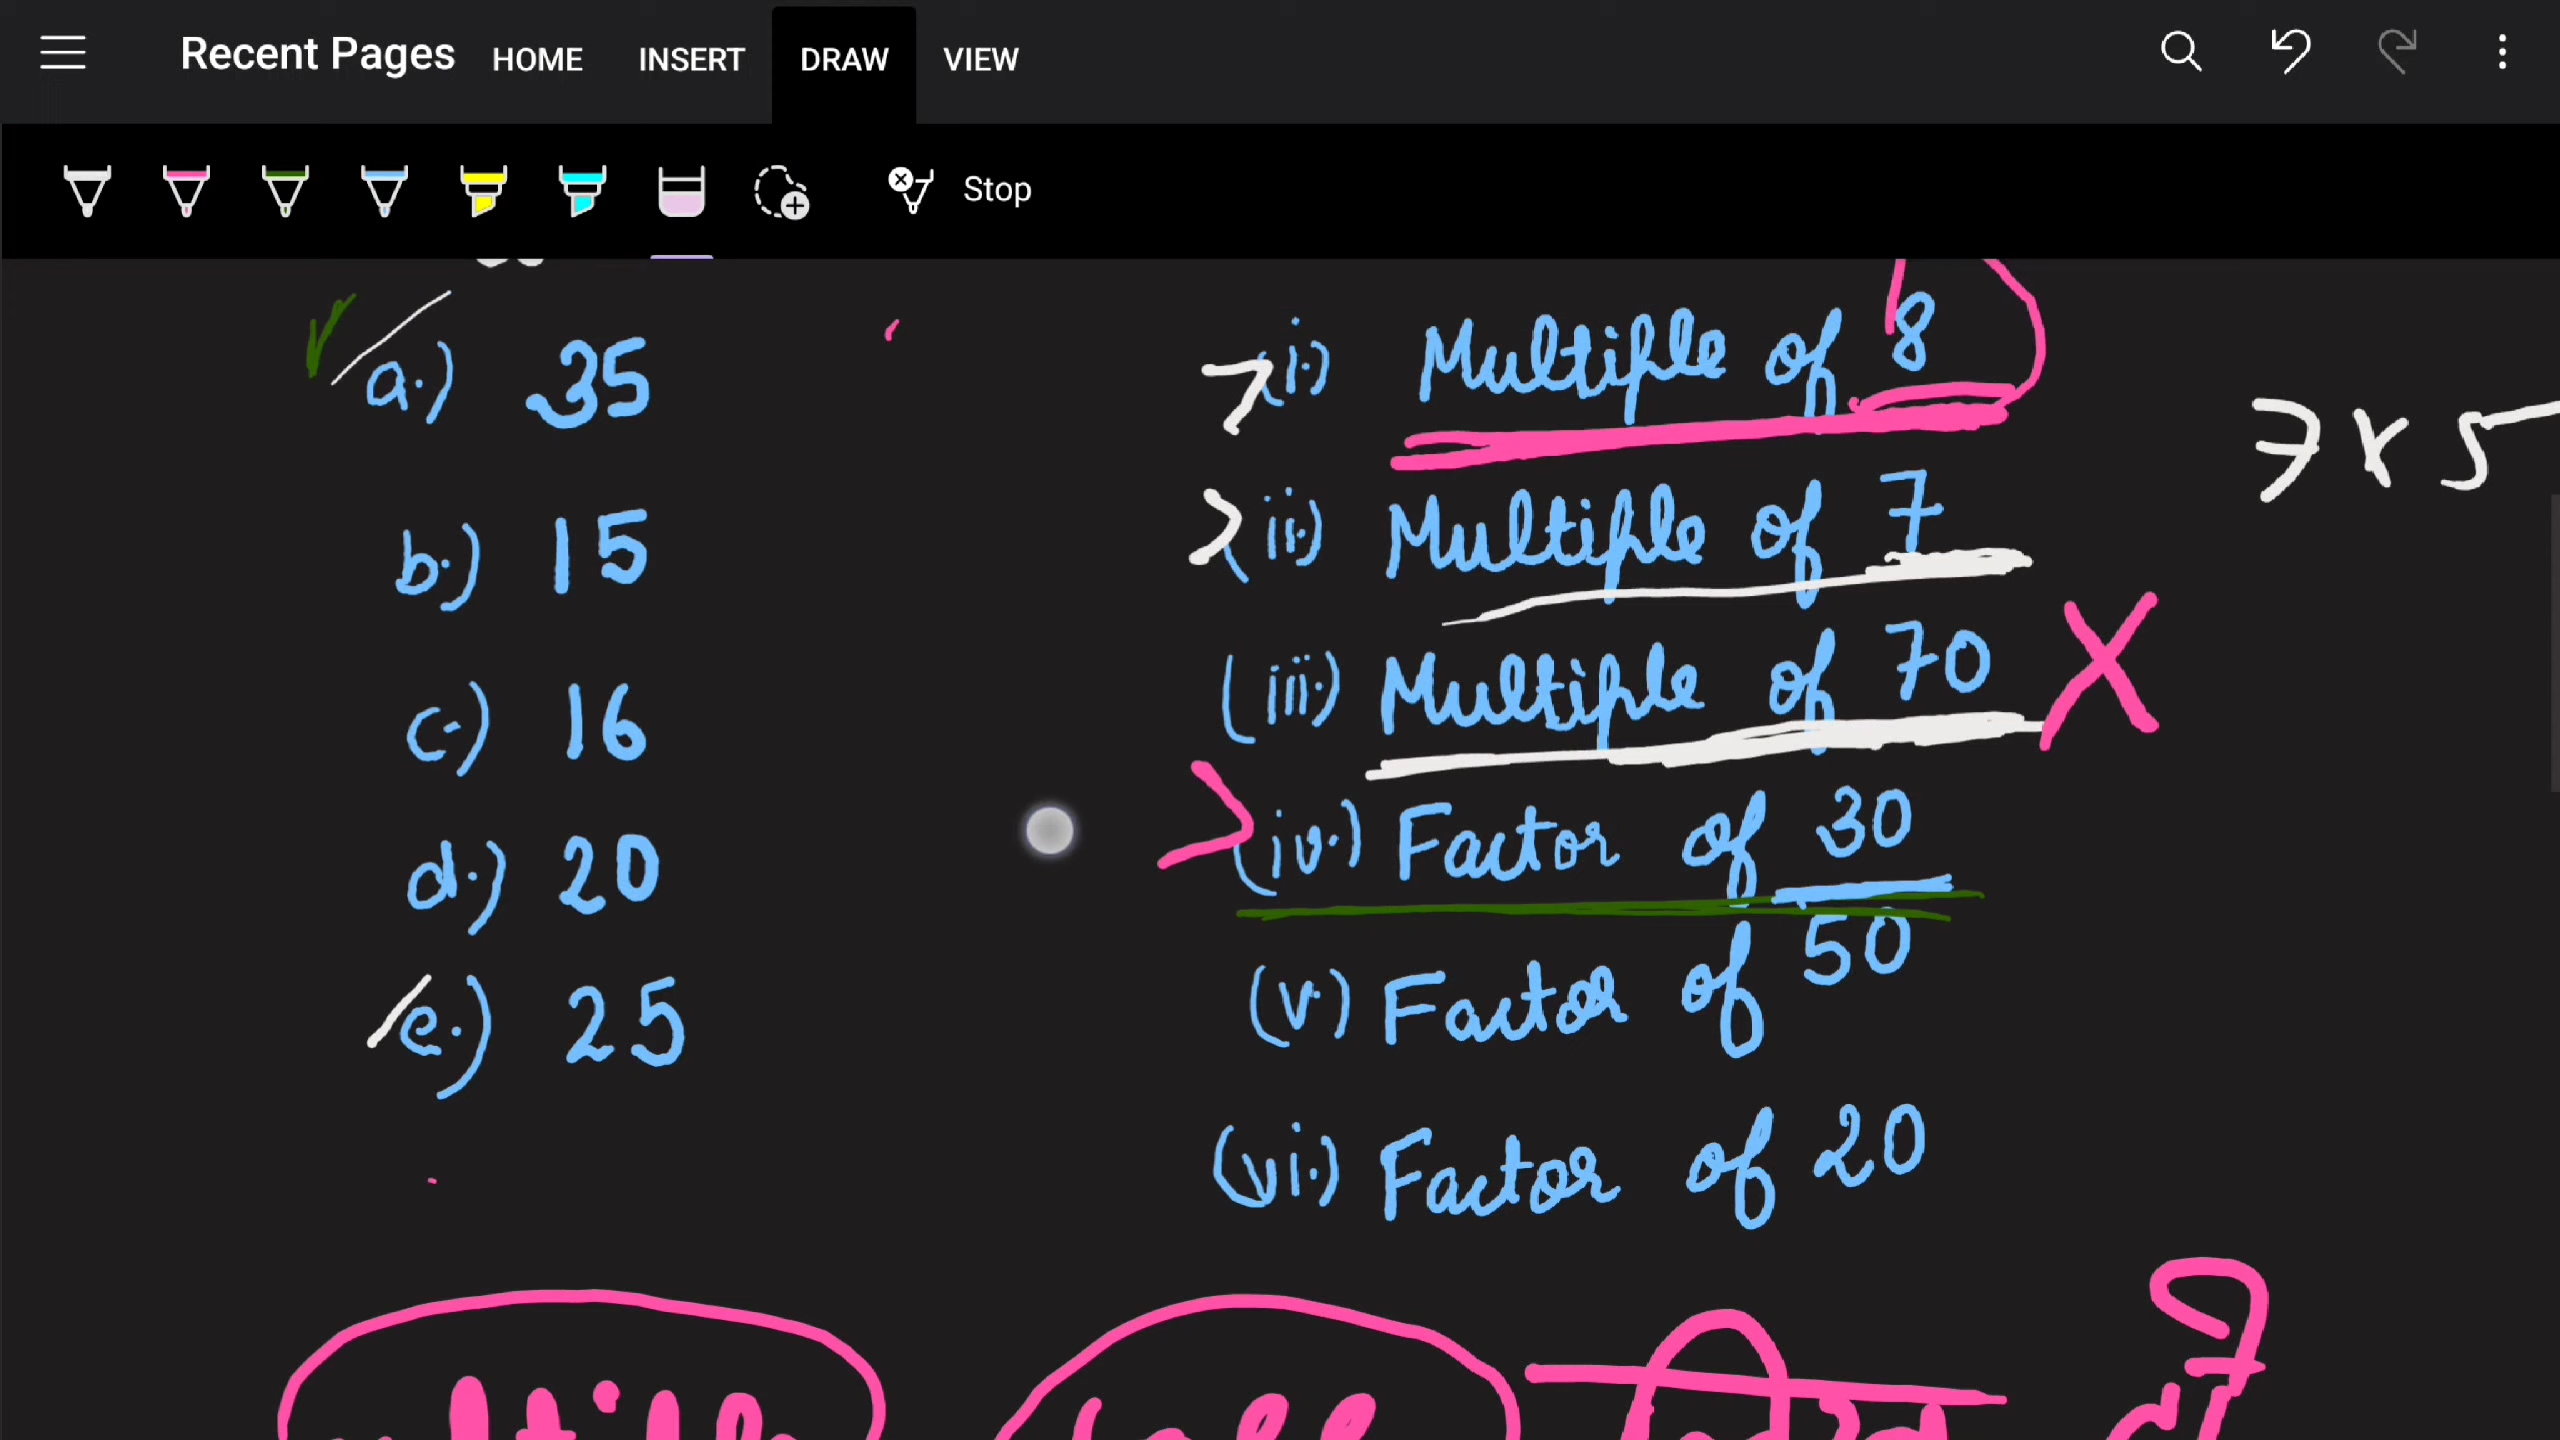 Recent Pages HOME INSERT DRAW VIEW
Stop
a.) 35
(i.) Multiple of 8
7 x 5
b.) 15
(ii.) Multiple of 7
c.) 16
(iii.) Multiple of 70
d.) 20
(iv.) Factor of 30
e.) 25
(v.) Factor of 50
(vi.) Factor of 20